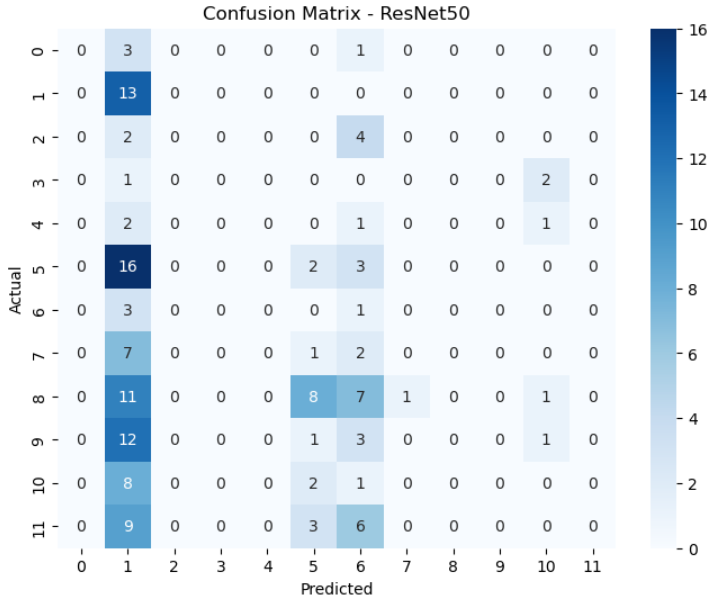 Confusion Matrix - ResNet50
Actual
0 0 3 0 0 0 0 1 0 0 0 0 0
1 0 13 0 0 0 0 0 0 0 0 0 0
2 0 2 0 0 0 0 4 0 0 0 0 0
3 0 1 0 0 0 0 0 0 0 0 2 0
4 0 2 0 0 0 0 1 0 0 0 1 0
5 0 16 0 0 0 2 3 0 0 0 0 0
6 0 3 0 0 0 0 1 0 0 0 0 0
7 0 7 0 0 0 1 2 0 0 0 0 0
8 0 11 0 0 0 8 7 1 0 0 1 0
9 0 12 0 0 0 1 3 0 0 0 1 0
10 0 8 0 0 0 2 1 0 0 0 0 0
11 0 9 0 0 0 3 6 0 0 0 0 0
0 1 2 3 4 5 6 7 8 9 10 11
Predicted
16
14
12
10
8
6
4
2
0